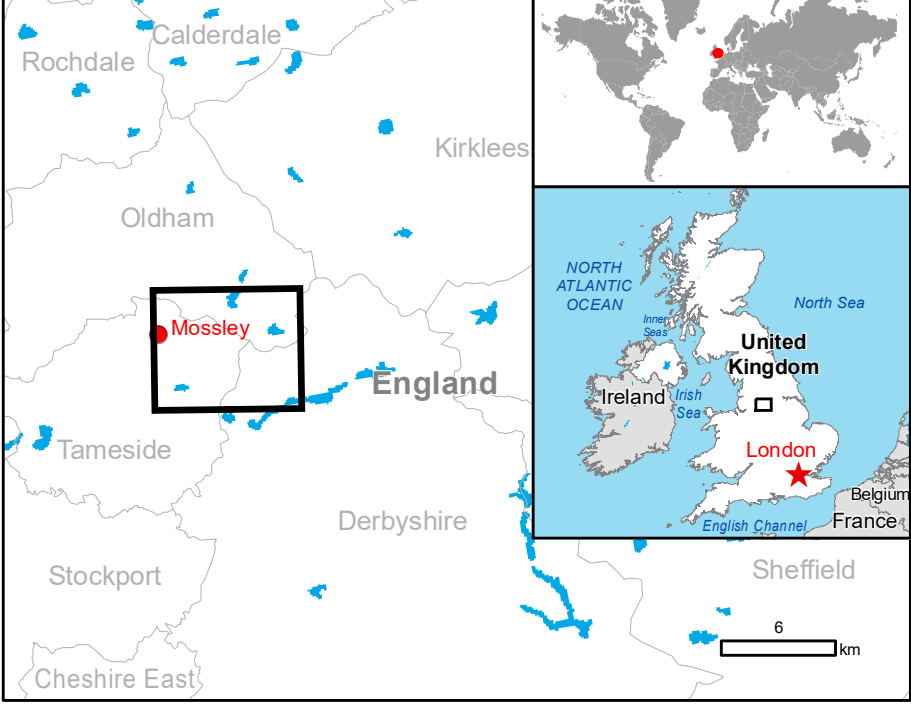 Calderdale
Rochdale
Kirklees
Oldham
Mossley
England
Tameside
Derbyshire
Stockport
Cheshire East
Sheffield
6
km
NORTH
ATLANTIC
OCEAN
North Sea
Inner
Seas
United
Kingdom
Ireland
Irish
Sea
London
Belgium
English Channel
France